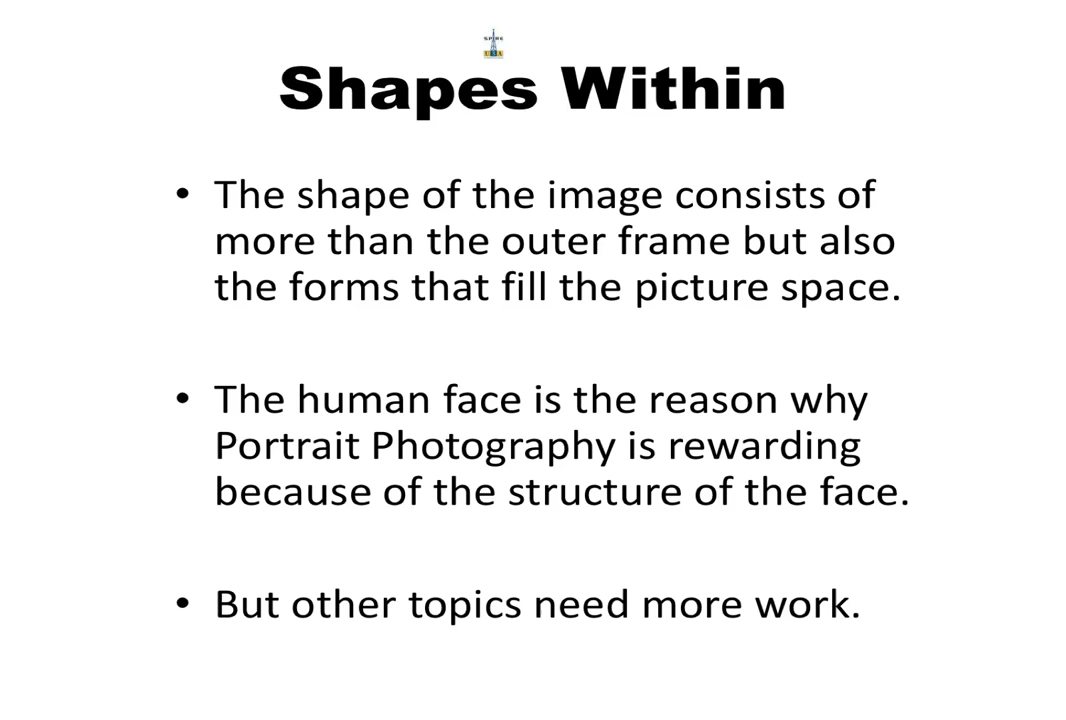 SPIRE
Shapes Within
• The shape of the image consists of
more than the outer frame but also
the forms that fill the picture space.
• The human face is the reason why
Portrait Photography is rewarding
because of the structure of the face.
• But other topics need more work.